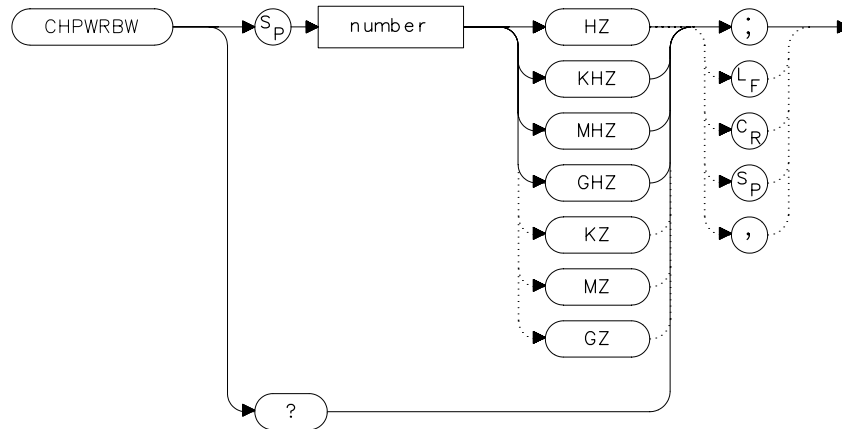 CHPWRBW SP number HZ ;
KHZ LF
MHZ CR
GHZ SP
KZ ,
MZ
GZ
?